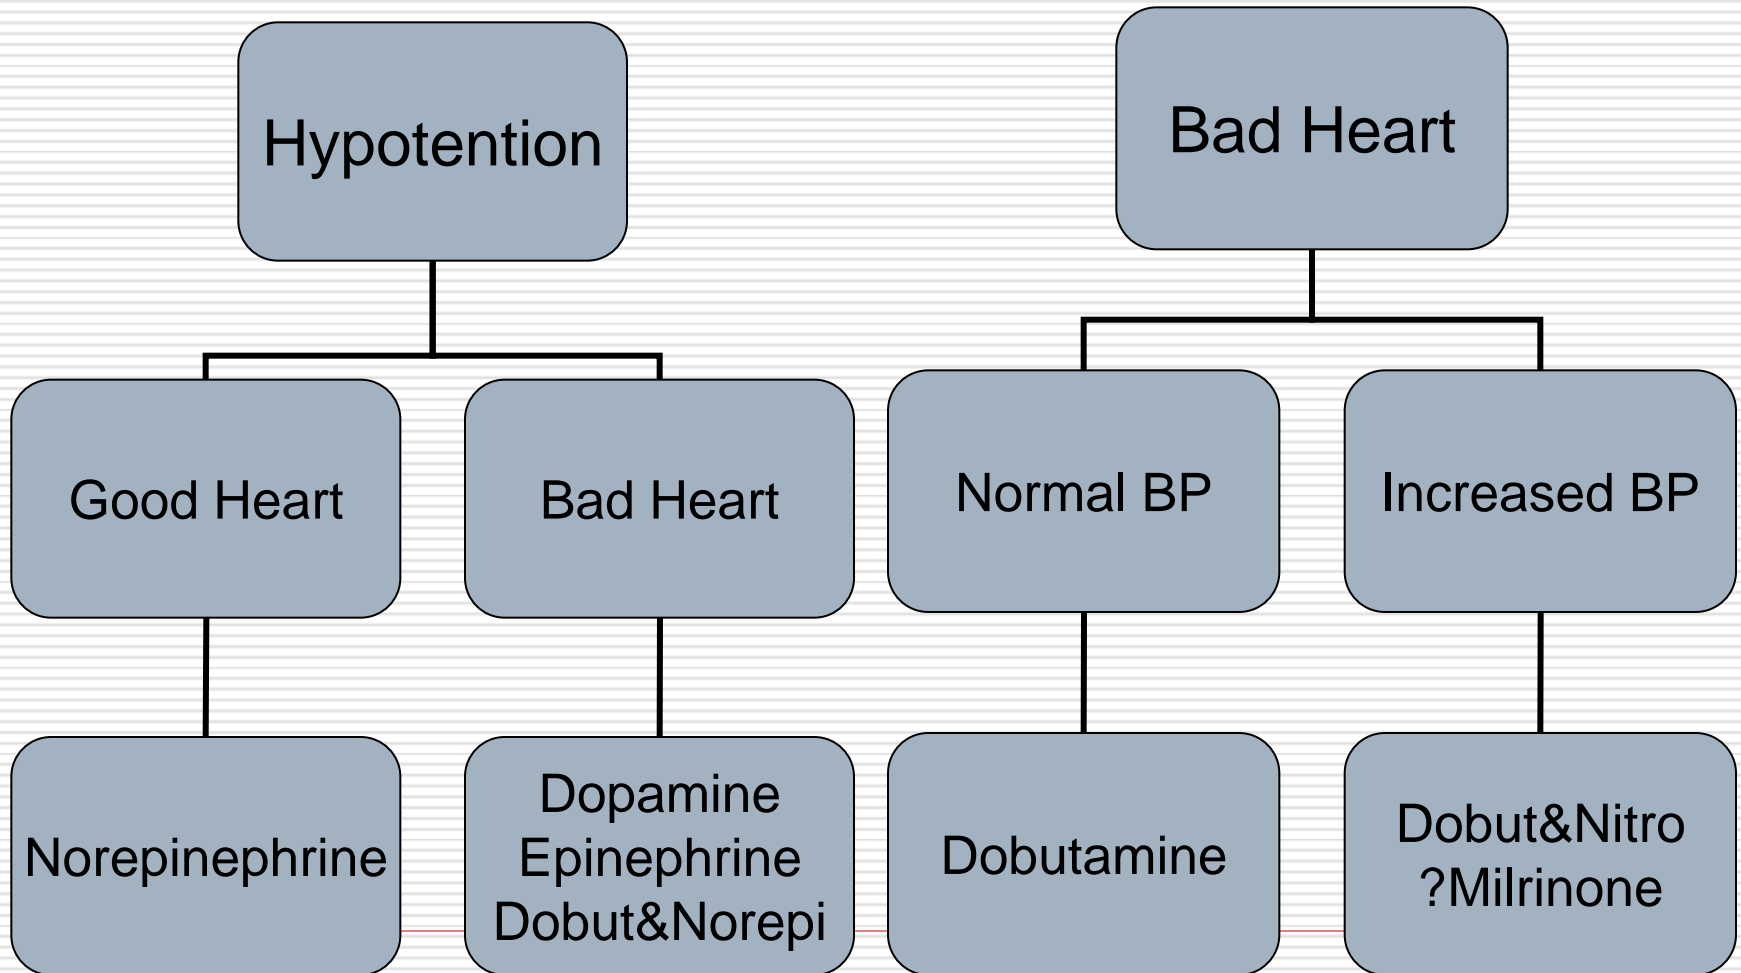 Hypotention
Bad Heart
Good Heart
Bad Heart
Normal BP
Increased BP
Norepinephrine
Dopamine
Epinephrine
Dobut&Norepi
Dobutamine
Dobut&Nitro
?Milrinone